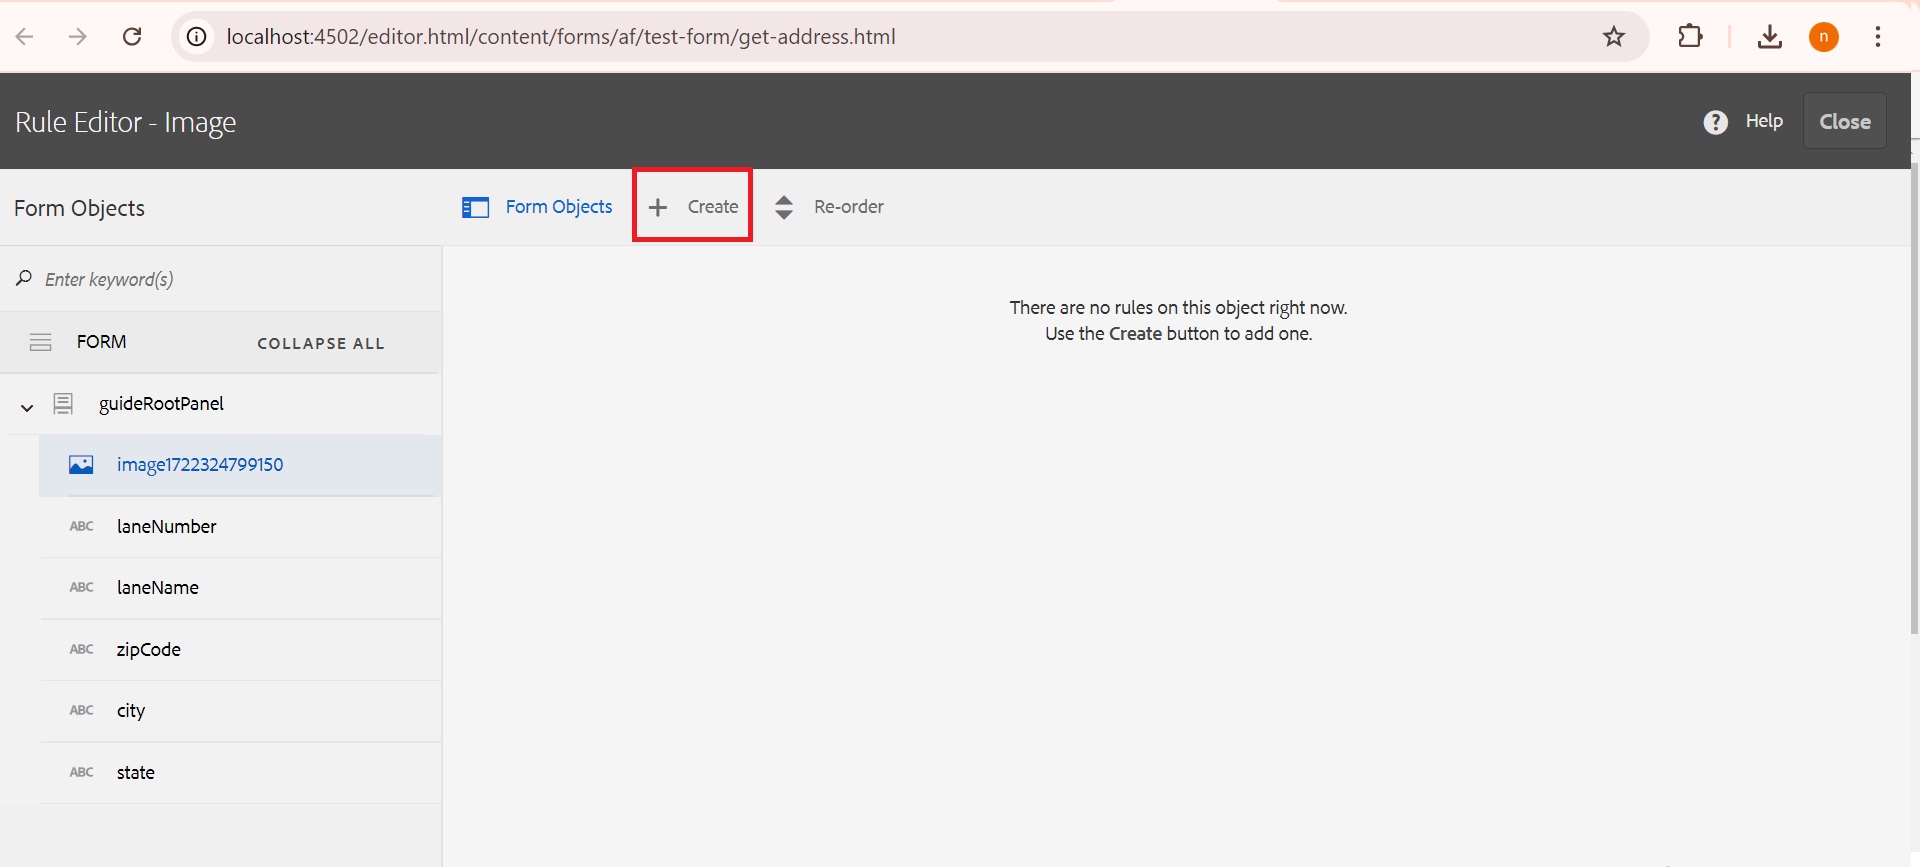 localhost:4502/editor.html/content/forms/af/test-form/get-address.html
n
Rule Editor - Image
? Help
Close
Form Objects
Form Objects
+ Create
Re-order
Enter keyword(s)
FORM
COLLAPSE ALL
guideRootPanel
image1722324799150
ABC laneNumber
ABC laneName
ABC zipCode
ABC city
ABC state
There are no rules on this object right now.
Use the Create button to add one.